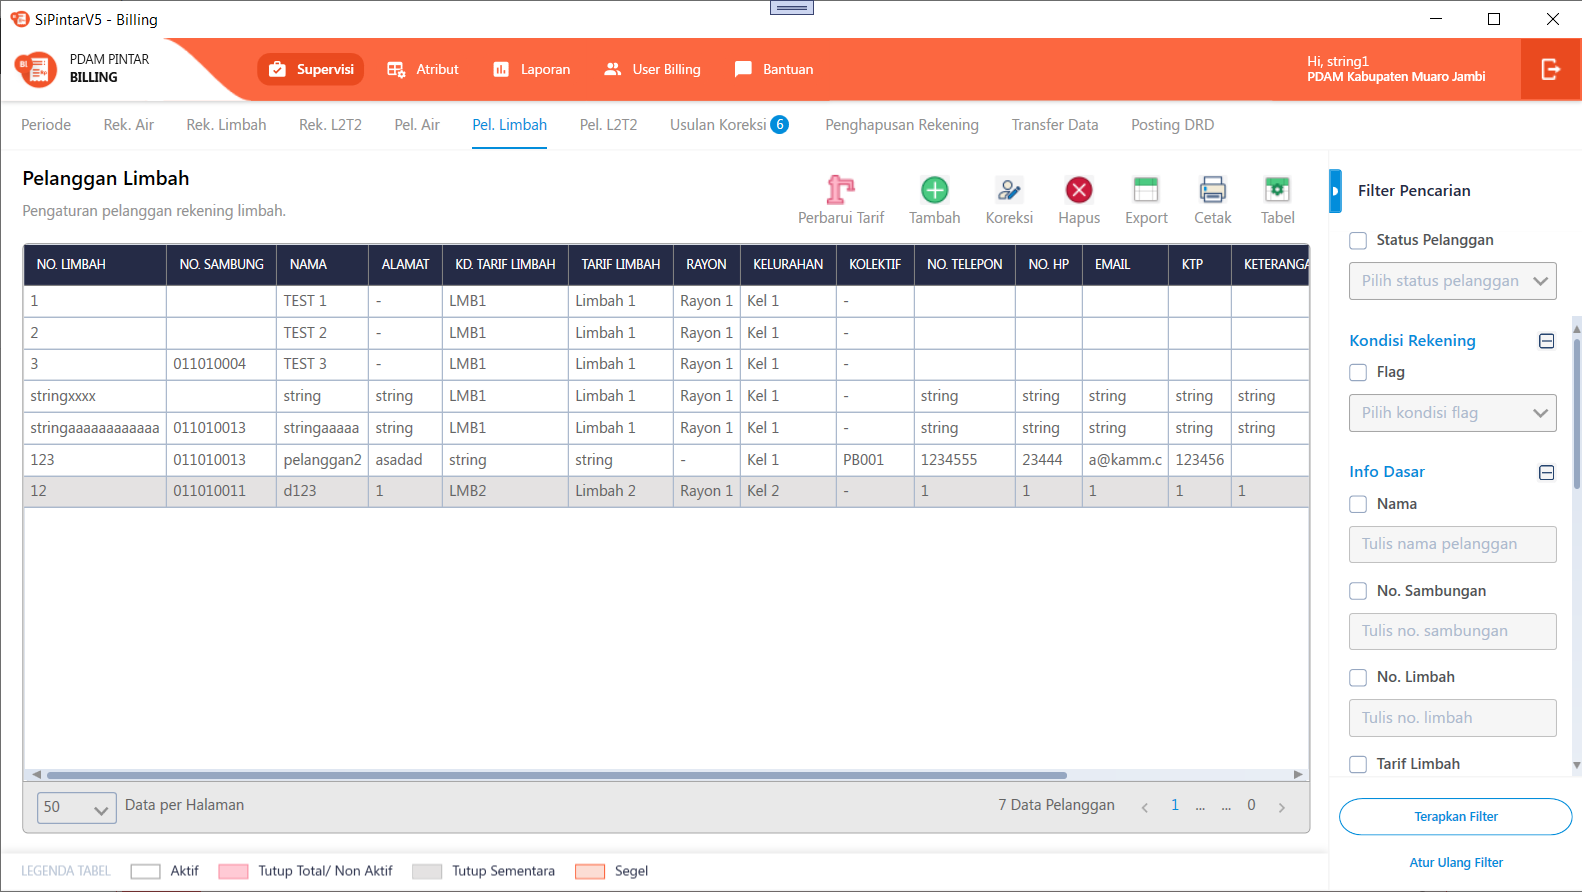 SiPintarV5 - Billing
PDAM PINTAR
BILLING
Supervisi
Atribut
Laporan
User Billing
Bantuan
Hi, string1
PDAM Kabupaten Muaro Jambi
Periode
Rek. Air
Rek. Limbah
Rek. L2T2
Pel. Air
Pel. Limbah
Pel. L2T2
Usulan Koreksi 6
Penghapusan Rekening
Transfer Data
Posting DRD
Pelanggan Limbah
Pengaturan pelanggan rekening limbah.
Perbarui Tarif
Tambah
Koreksi
Hapus
Export
Cetak
Tabel
NO. LIMBAH NO. SAMBUNG NAMA ALAMAT KD. TARIF LIMBAH TARIF LIMBAH RAYON KELURAHAN KOLEKTIF NO. TELEPON NO. HP EMAIL KTP KETERANGA
1 TEST 1 - LMB1 Limbah 1 Rayon 1 Kel 1 -
2 TEST 2 - LMB1 Limbah 1 Rayon 1 Kel 1 -
3 011010004 TEST 3 - LMB1 Limbah 1 Rayon 1 Kel 1 -
stringxxxx string string LMB1 Limbah 1 Rayon 1 Kel 1 - string string string string string
stringaaaaaaaaaaaa 011010013 stringaaaaa string LMB1 Limbah 1 Rayon 1 Kel 1 - string string string string string
123 011010013 pelanggan2 asadad string string - Kel 1 PB001 1234555 23444 a@kamm.c 123456
12 011010011 d123 1 LMB2 Limbah 2 Rayon 1 Kel 2 - 1 1 1 1 1
50 Data per Halaman
7 Data Pelanggan
1 ... ... 0
LEGENDA TABEL
Aktif
Tutup Total/ Non Aktif
Tutup Sementara
Segel
Filter Pencarian
Status Pelanggan
Pilih status pelanggan
Kondisi Rekening
Flag
Pilih kondisi flag
Info Dasar
Nama
Tulis nama pelanggan
No. Sambungan
Tulis no. sambungan
No. Limbah
Tulis no. limbah
Tarif Limbah
Terapkan Filter
Atur Ulang Filter